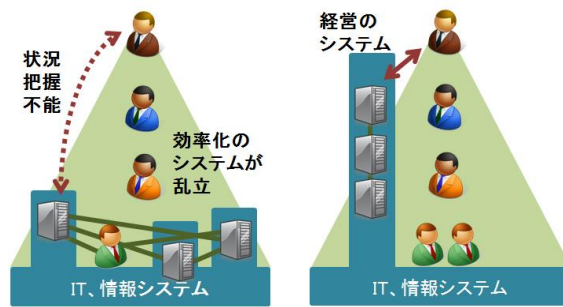 状況
把握
不能
効率化の
システムが
乱立
IT、情報システム
経営の
システム
IT、情報システム